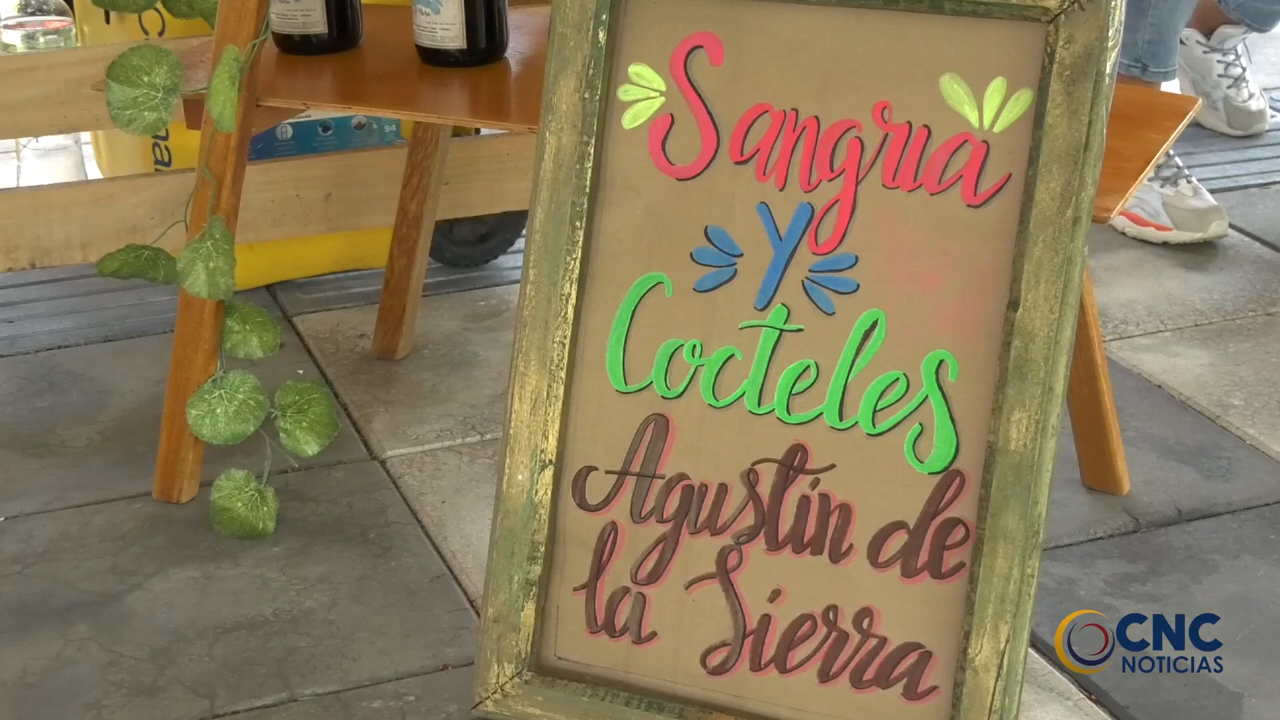 Sangria
Y
Cocteles
Agustín de
la Sierra
CNC
NOTICIAS